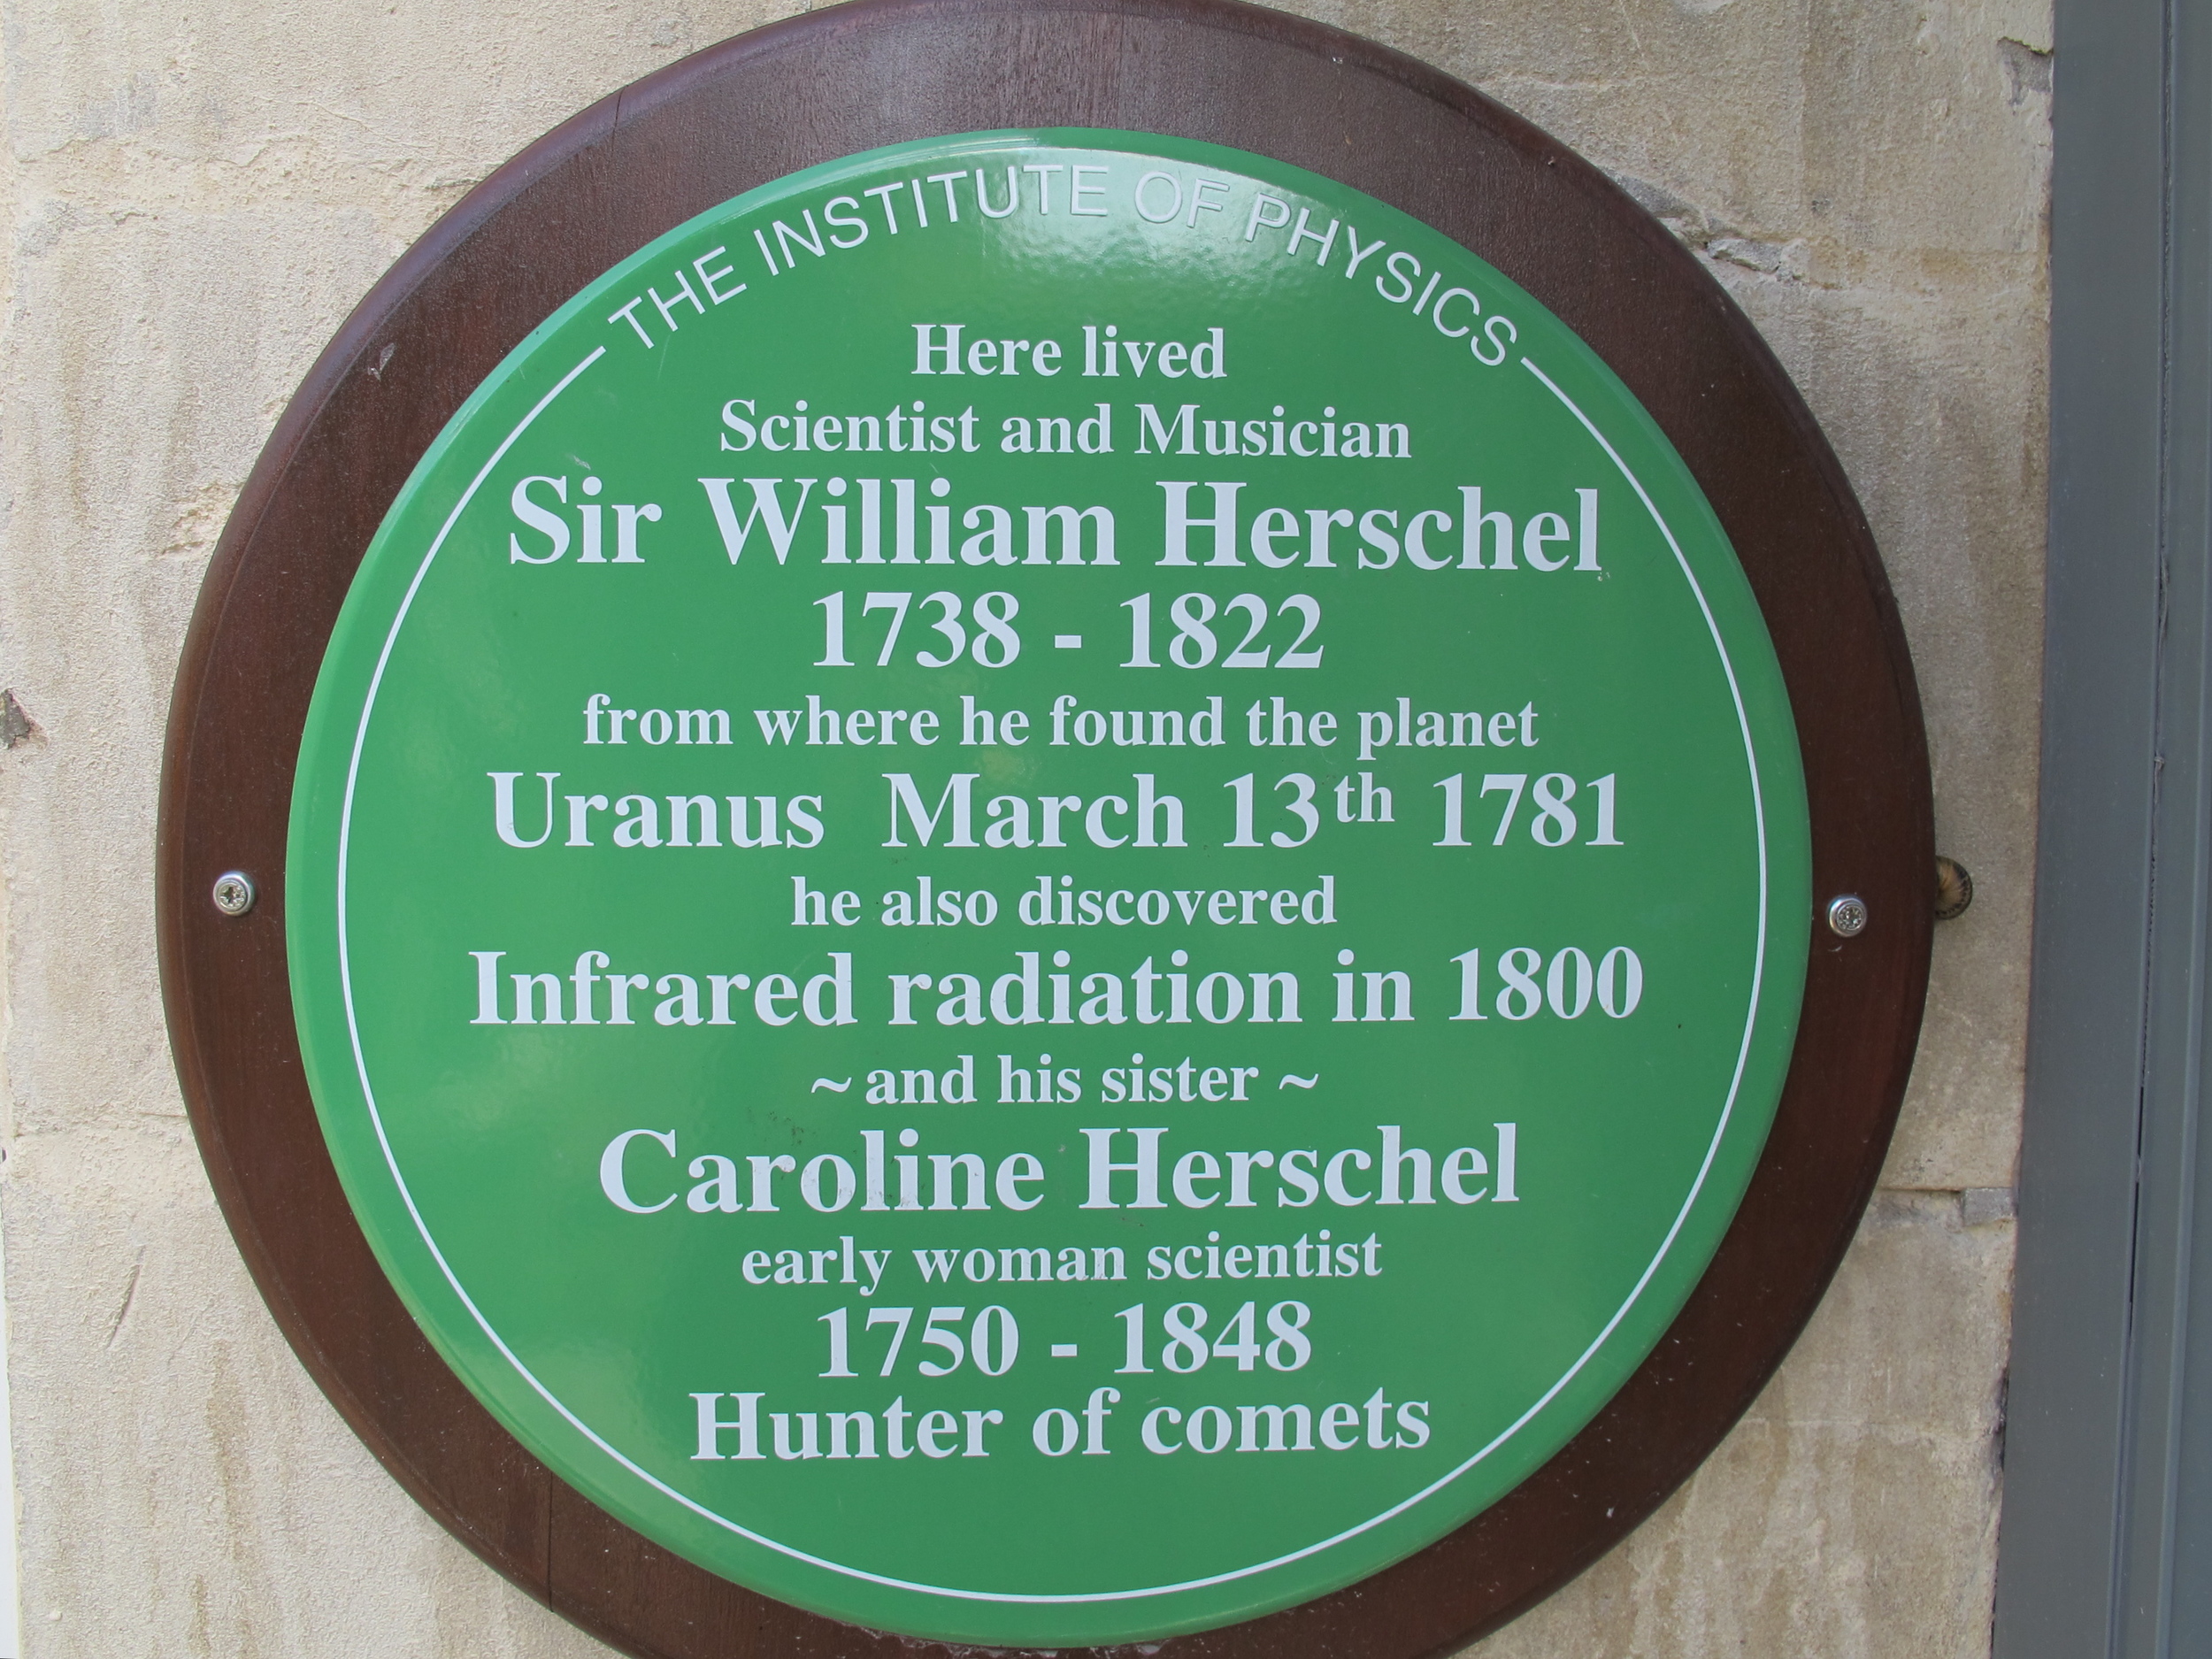 THE INSTITUTE OF PHYSICS
Here lived
Scientist and Musician
Sir William Herschel
1738 - 1822
from where he found the planet
Uranus March 13th 1781
he also discovered
Infrared radiation in 1800
~ and his sister ~
Caroline Herschel
early woman scientist
1750 - 1848
Hunter of comets